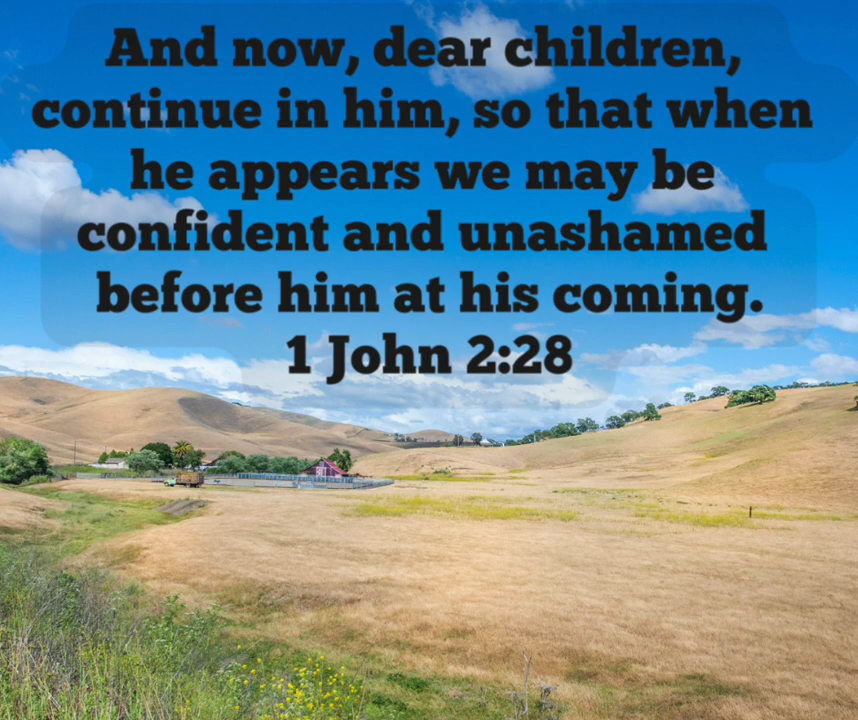 And now, dear children,
continue in him, so that when
he appears we may be
confident and unashamed
before him at his coming.
1 John 2:28